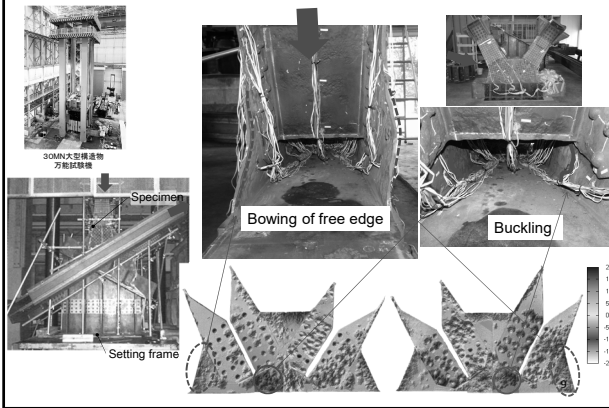 30MN大型構造物
万能試験機
Specimen
Setting frame
Bowing of free edge
Buckling